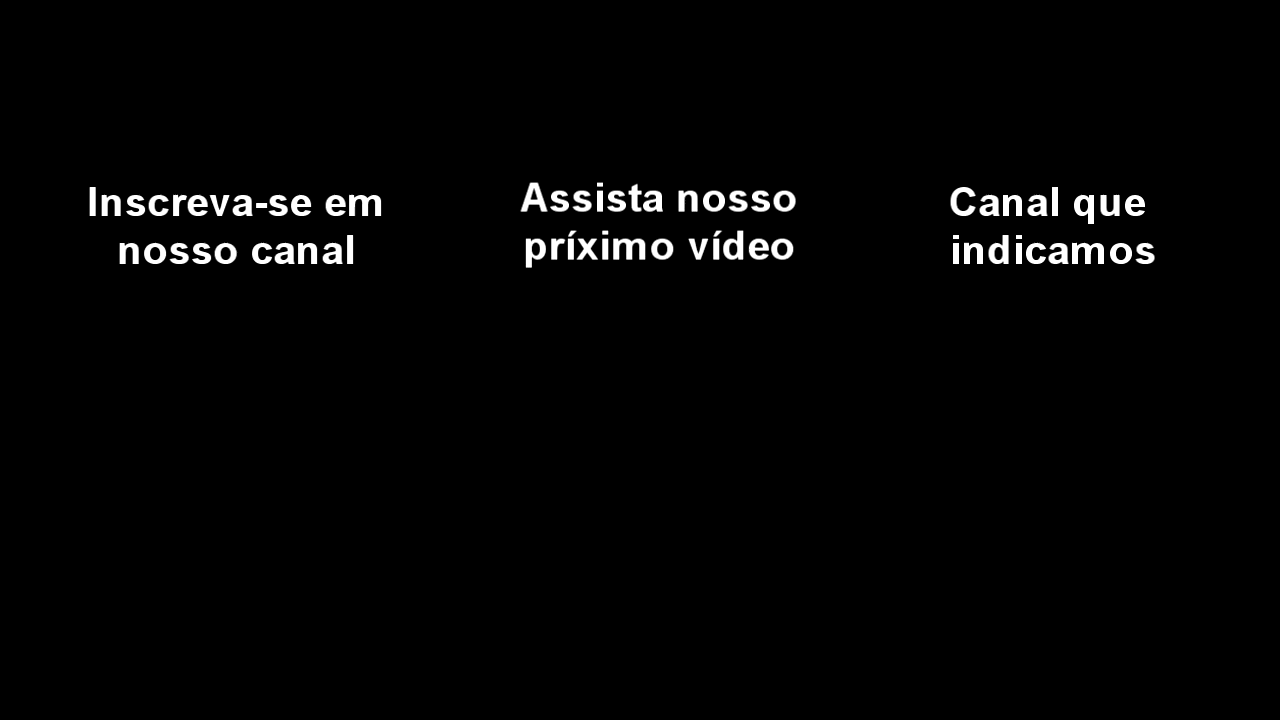 Inscreva-se em
nosso canal
Assista nosso
príximo vídeo
Canal que
indicamos